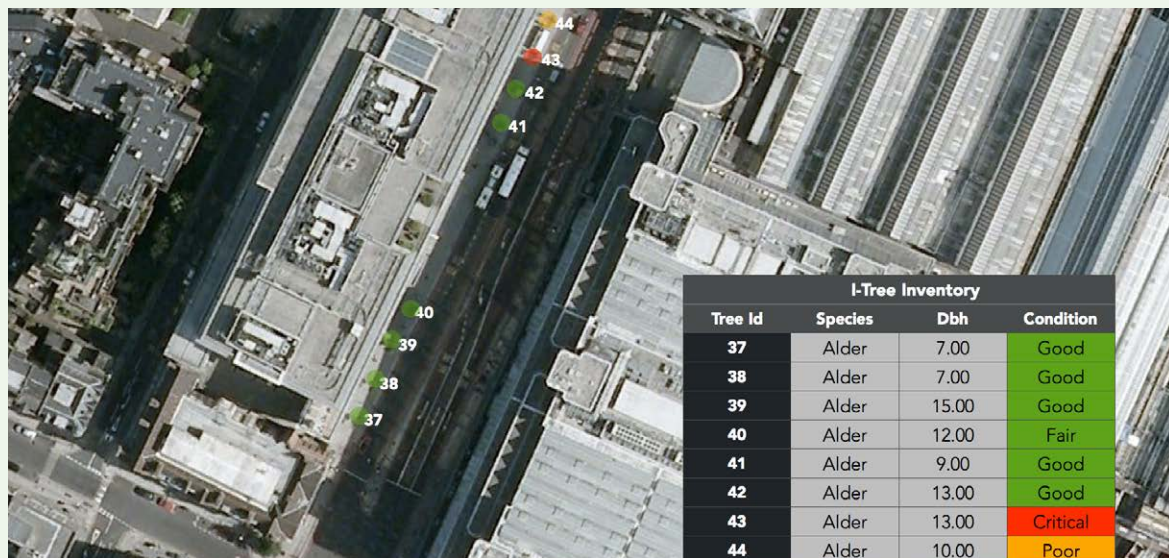 44
43
42
41
40
39
38
37
I-Tree Inventory
Tree Id Species Dbh Condition
37 Alder 7.00 Good
38 Alder 7.00 Good
39 Alder 15.00 Good
40 Alder 12.00 Fair
41 Alder 9.00 Good
42 Alder 13.00 Good
43 Alder 13.00 Critical
44 Alder 10.00 Poor